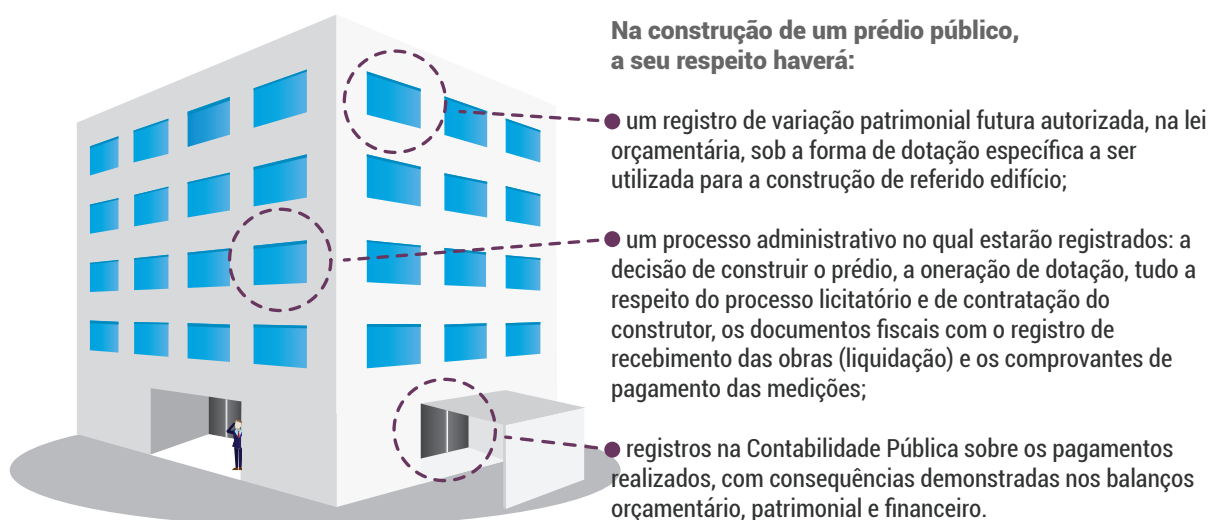 Na construção de um prédio público,
a seu respeito haverá:
um registro de variação patrimonial futura autorizada, na lei
orçamentária, sob a forma de dotação específica a ser
utilizada para a construção de referido edifício;
um processo administrativo no qual estarão registrados: a
decisão de construir o prédio, a oneração de dotação, tudo a
respeito do processo licitatório e de contratação do
construtor, os documentos fiscais com o registro de
recebimento das obras (liquidação) e os comprovantes de
pagamento das medições;
registros na Contabilidade Pública sobre os pagamentos
realizados, com consequências demonstradas nos balanços
orçamentário, patrimonial e financeiro.